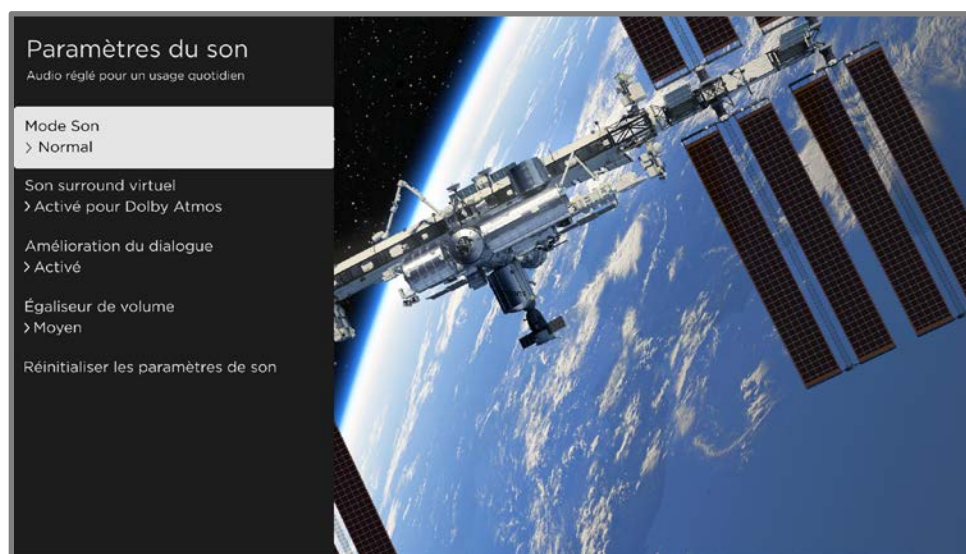 Paramètres du son
Audio réglé pour un usage quotidien
Mode Son
> Normal
Son surround virtuel
> Activé pour Dolby Atmos
Amélioration du dialogue
> Activé
Égaliseur de volume
> Moyen
Réinitialiser les paramètres de son